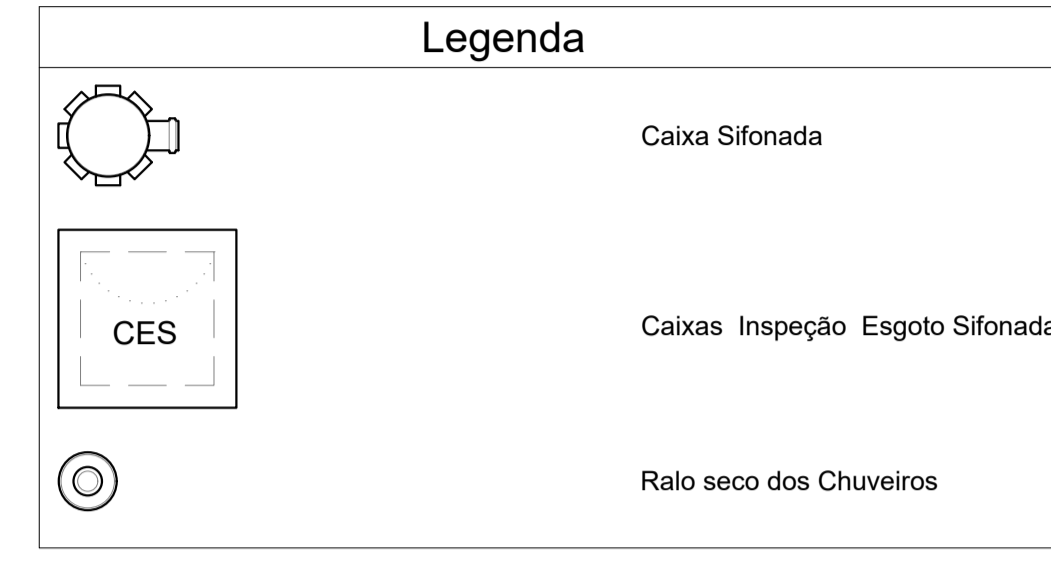 Legenda
Caixa Sifonada
CES
Caixas Inspeção Esgoto Sifonada
Ralo seco dos Chuveiros